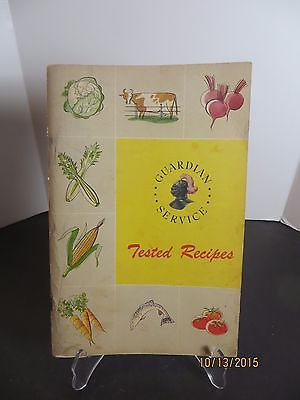 GUARDIAN
SERVICE
Tested Recipes
10/13/2015